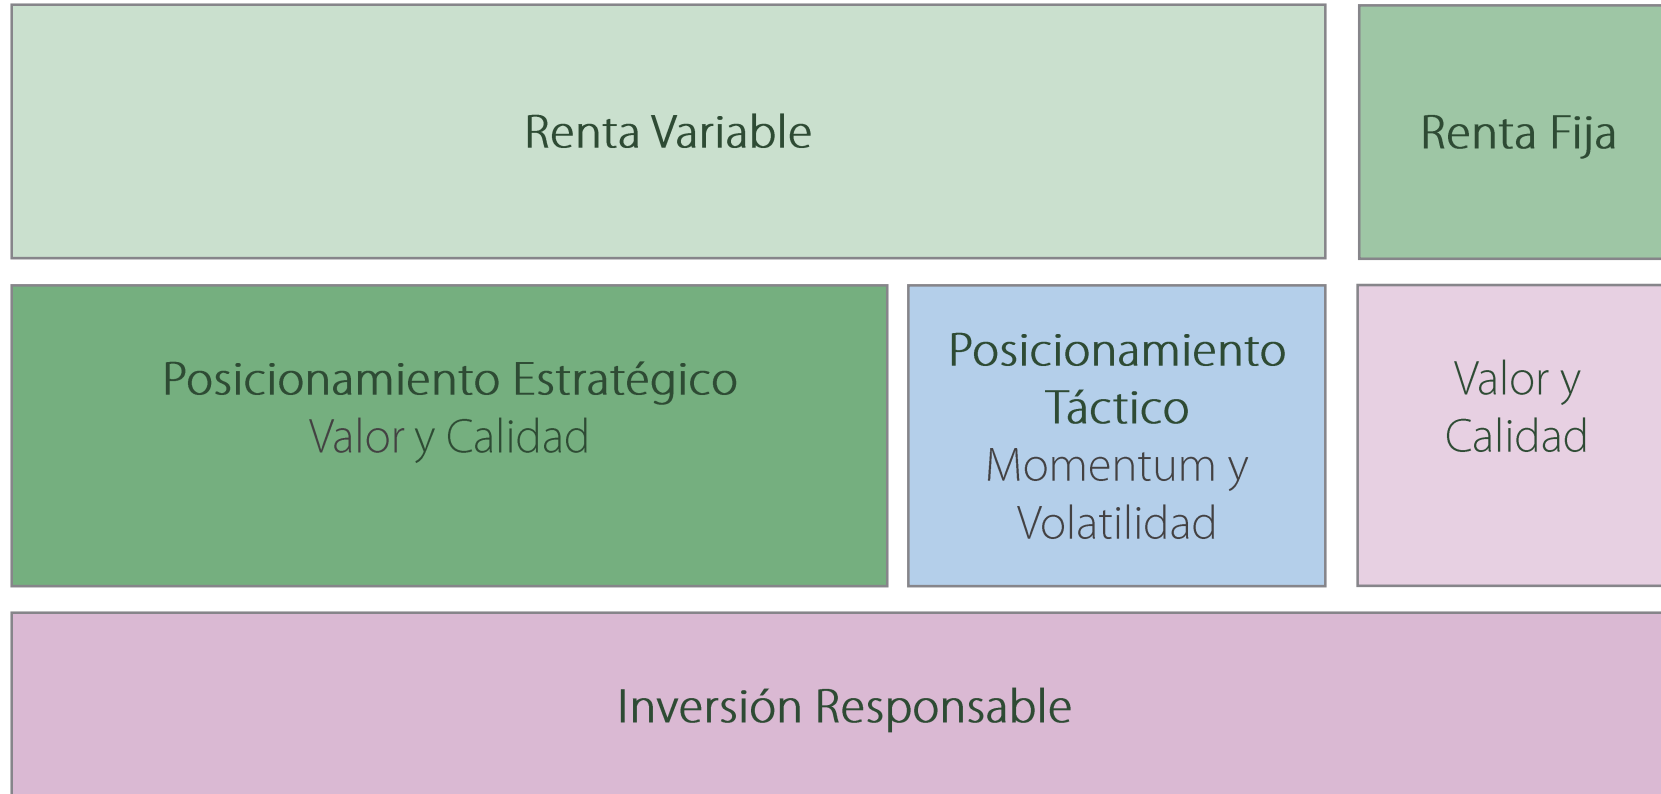 Renta Variable
Renta Fija
Posicionamiento Estratégico
Valor y Calidad
Posicionamiento
Táctico
Momentum y
Volatilidad
Valor y
Calidad
Inversión Responsable